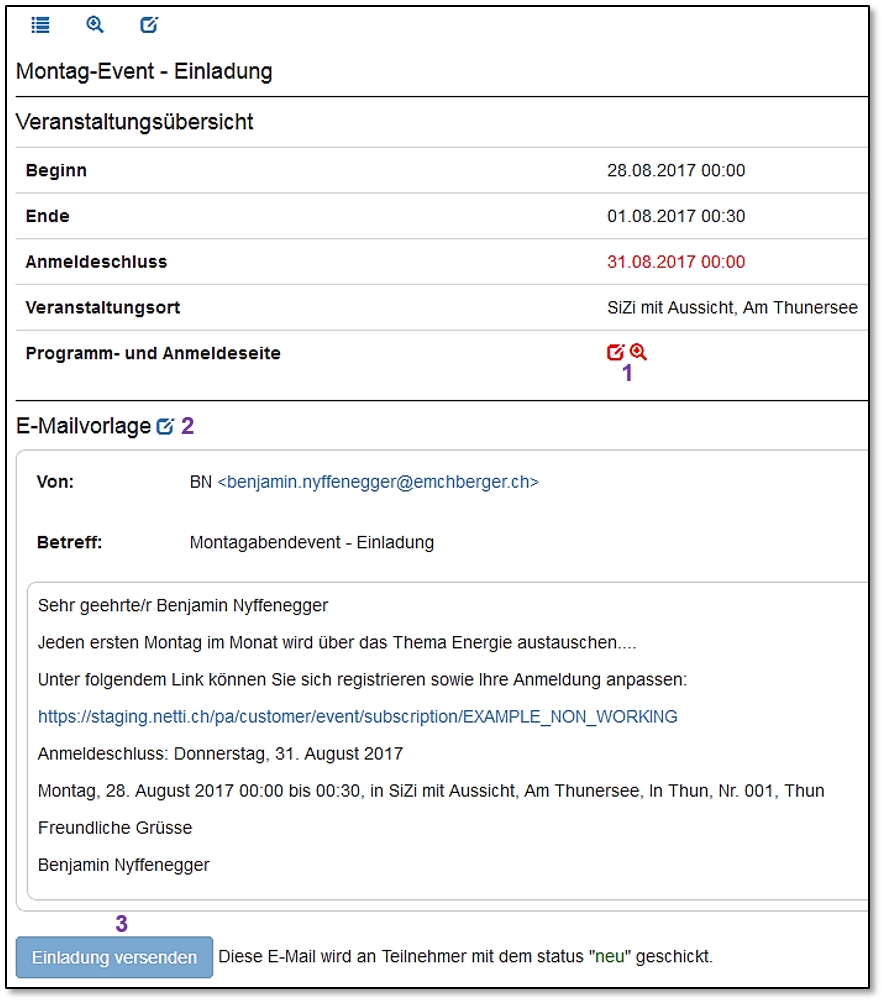 Montag-Event - Einladung
Veranstaltungsübersicht
Beginn 28.08.2017 00:00
Ende 01.08.2017 00:30
Anmeldeschluss 31.08.2017 00:00
Veranstaltungsort SiZi mit Aussicht, Am Thunersee
Programm- und Anmeldeseite
1
E-Mailvorlage 2
Von: BN <benjamin.nyffenegger@emchberger.ch>
Betreff: Montagabendevent - Einladung
Sehr geehrte/r Benjamin Nyffenegger
Jeden ersten Montag im Monat wird über das Thema Energie austauschen....
Unter folgendem Link können Sie sich registrieren sowie Ihre Anmeldung anpassen:
https://staging.netti.ch/pa/customer/event/subscription/EXAMPLE_NON_WORKING
Anmeldeschluss: Donnerstag, 31. August 2017
Montag, 28. August 2017 00:00 bis 00:30, in SiZi mit Aussicht, Am Thunersee, In Thun, Nr. 001, Thun
Freundliche Grüsse
Benjamin Nyffenegger
3
Einladung versenden Diese E-Mail wird an Teilnehmer mit dem status "neu" geschickt.